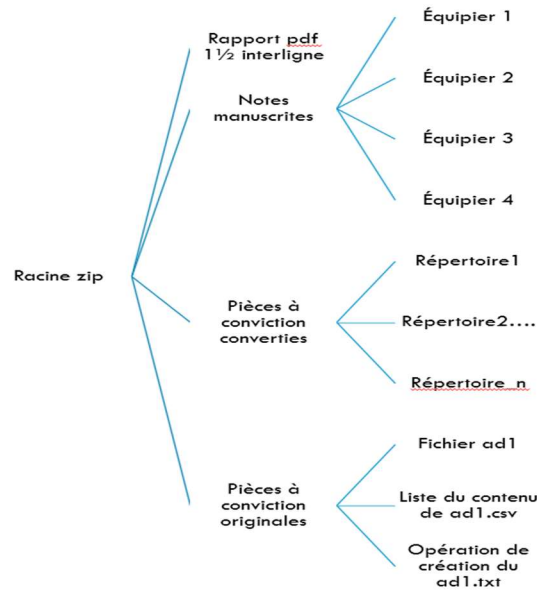 Racine zip
Rapport pdf
1½ interligne
Notes
manuscrites
Équipier 1
Équipier 2
Équipier 3
Équipier 4
Pièces à
conviction
converties
Répertoire1
Répertoire2....
Répertoire_n
Pièces à
conviction
originales
Fichier ad1
Liste du contenu
de ad1.csv
Opération de
création du
ad1.txt